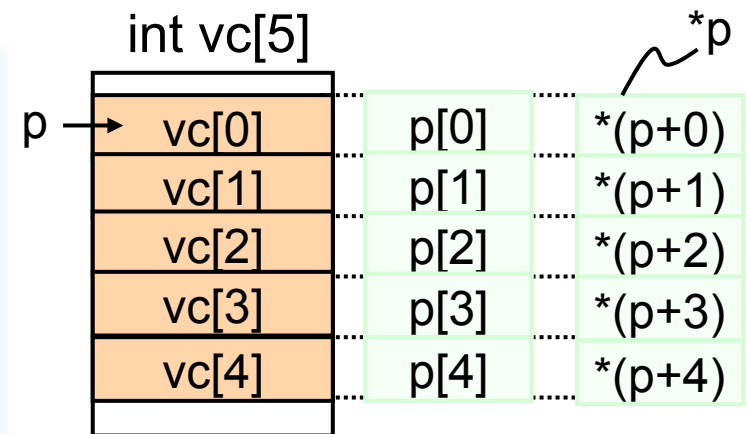 int vc[5]
*p
p
vc[0] p[0] *(p+0)
vc[1] p[1] *(p+1)
vc[2] p[2] *(p+2)
vc[3] p[3] *(p+3)
vc[4] p[4] *(p+4)